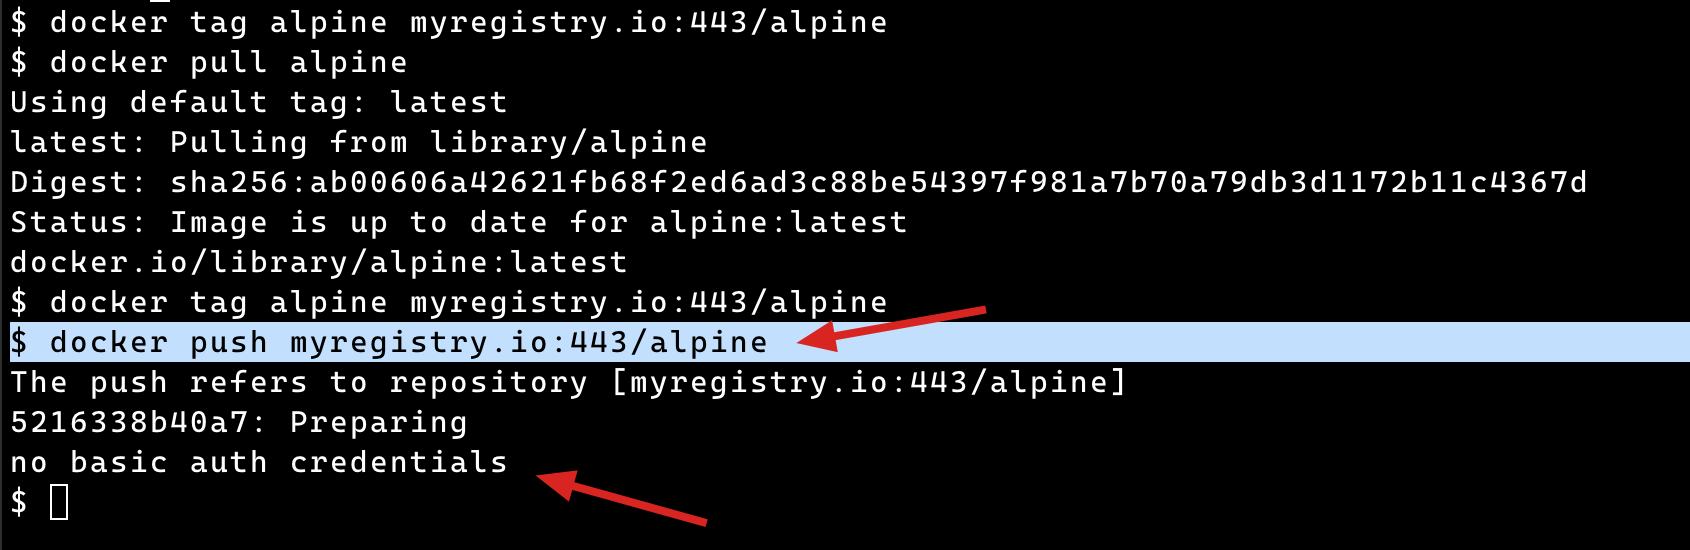 $ docker tag alpine myregistry.io:443/alpine
$ docker pull alpine
Using default tag: latest
latest: Pulling from library/alpine
Digest: sha256:ab00606a42621fb68f2ed6ad3c88be54397f981a7b70a79db3d1172b11c4367d
Status: Image is up to date for alpine:latest
docker.io/library/alpine:latest
$ docker tag alpine myregistry.io:443/alpine
$ docker push myregistry.io:443/alpine
The push refers to repository [myregistry.io:443/alpine]
5216338b40a7: Preparing
no basic auth credentials
$